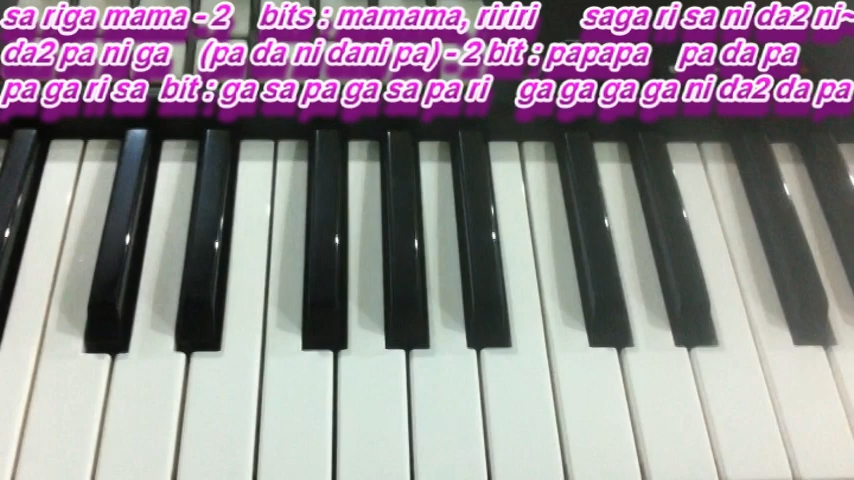 sa riga mama - 2 bits : mamama, ririri saga ri sa ni da2 ni~
da2 pa ni ga (pa da ni dani pa) - 2 bit : papapa pa da pa
pa ga ri sa bit : ga sa pa ga sa pa ri ga ga ga ga ni da2 da pa